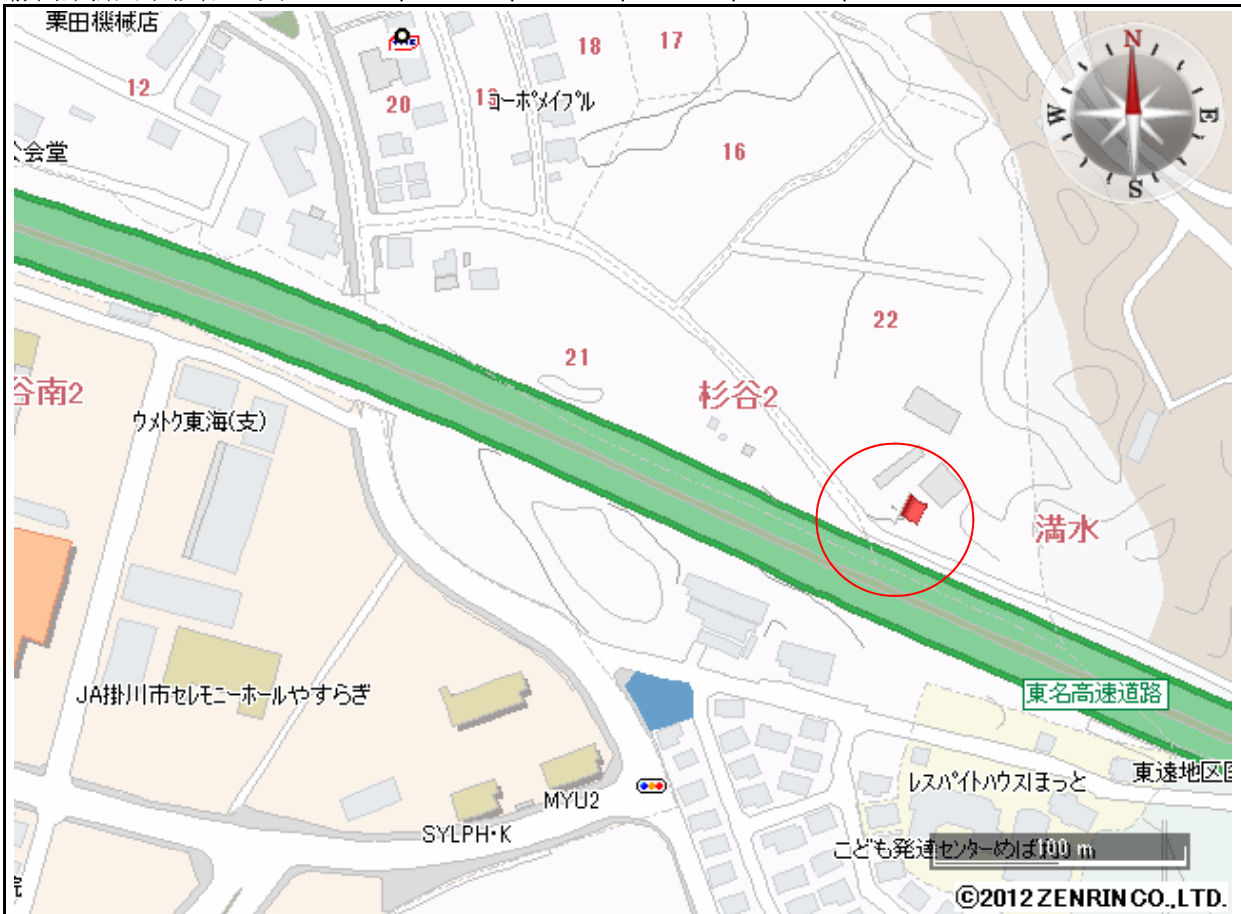 栗田機械店
18
17
N
12
20
コーポメイプル
W
E
公会堂
16
S
22
21
谷南2
杉谷2
ウメトク東海(支)
満水
JA掛川市セレモニーホールやすらぎ
東名高速道路
レスパイトハウスほっと
東遠地区
MYU2
SYLPH・K
こども発達センターめばえ
100 m
院
©2012 ZENRIN CO.,LTD.